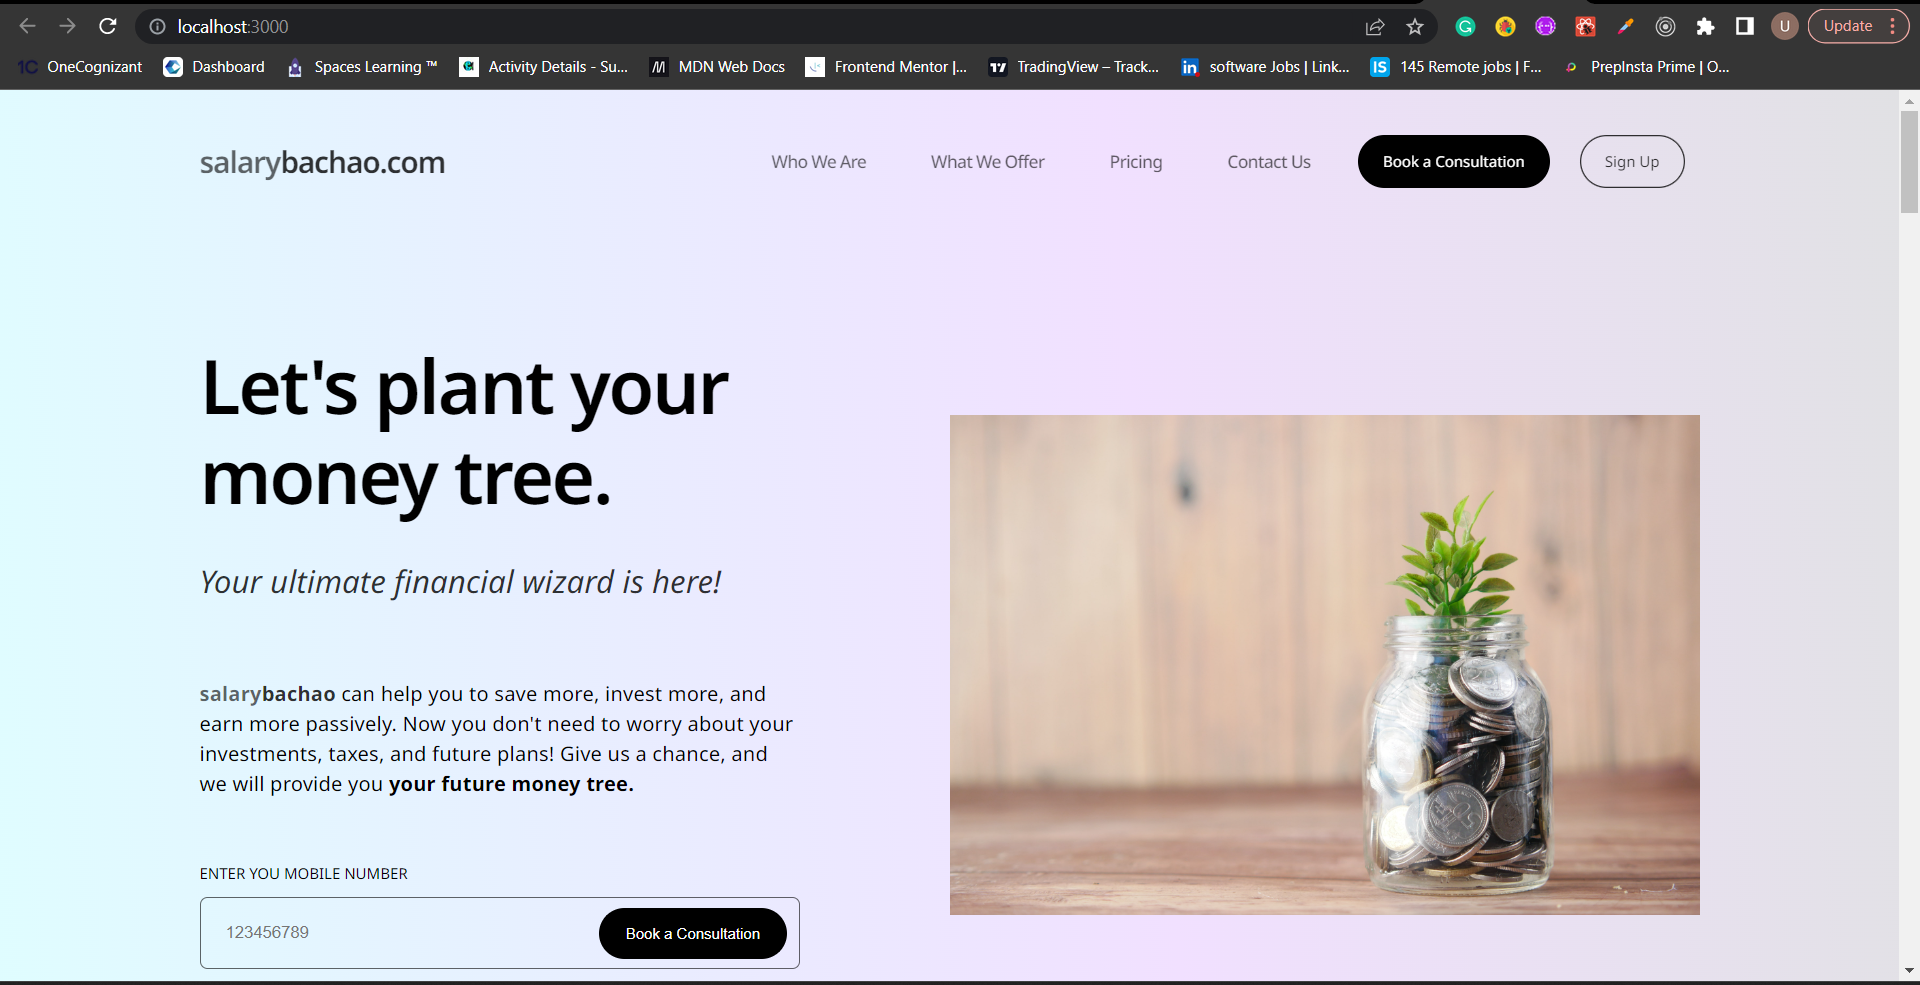 localhost:3000
U
Update
OneCognizant
Dashboard
Spaces Learning ™
Activity Details - Su...
MDN Web Docs
Frontend Mentor |...
TradingView – Track...
software Jobs | Link...
145 Remote jobs | F...
PrepInsta Prime | O...
salarybachao.com
Who We Are
What We Offer
Pricing
Contact Us
Book a Consultation
Sign Up
Let's plant your
money tree.
Your ultimate financial wizard is here!
salarybachao can help you to save more, invest more, and
earn more passively. Now you don't need to worry about your
investments, taxes, and future plans! Give us a chance, and
we will provide you your future money tree.
ENTER YOU MOBILE NUMBER
123456789
Book a Consultation